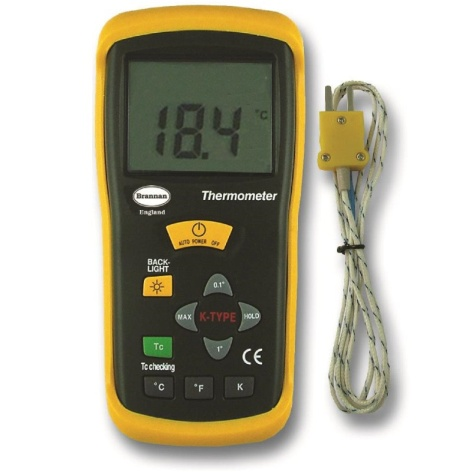 °C
18.4
Brannan
England
Thermometer
AUTO POWER OFF
BACK-
LIGHT
0.1°
MAX
K-TYPE
HOLD
Tc
1°
Tc checking
CE
°C
°F
K